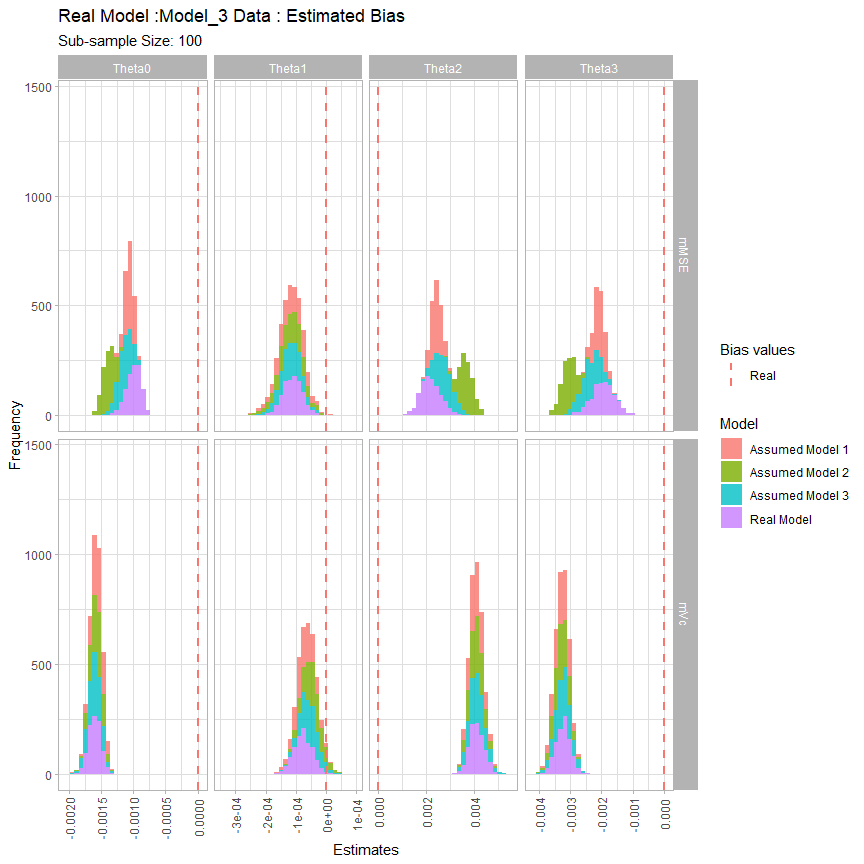 Real Model :Model_3 Data : Estimated Bias
Sub-sample Size: 100
Theta0 Theta1 Theta2 Theta3
1500
1000
500
0
mMSE
1500
1000
500
0
mVc
Frequency
-0.0020 -0.0015 -0.0010 -0.0005 0.0000
-3e-04 -2e-04 -1e-04 0e+00 1e-04
0.000 0.002 0.004
-0.004 -0.003 -0.002 -0.001 0.000
Estimates
Bias values
Real
Model
Assumed Model 1
Assumed Model 2
Assumed Model 3
Real Model